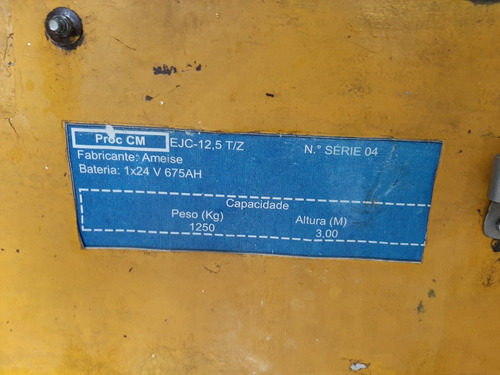 Proc CM EJC-12,5 T/Z N.° SÉRIE 04
Fabricante: Ameise
Bateria: 1x24 V 675AH
Capacidade
Peso (Kg) Altura (M)
1250 3,00